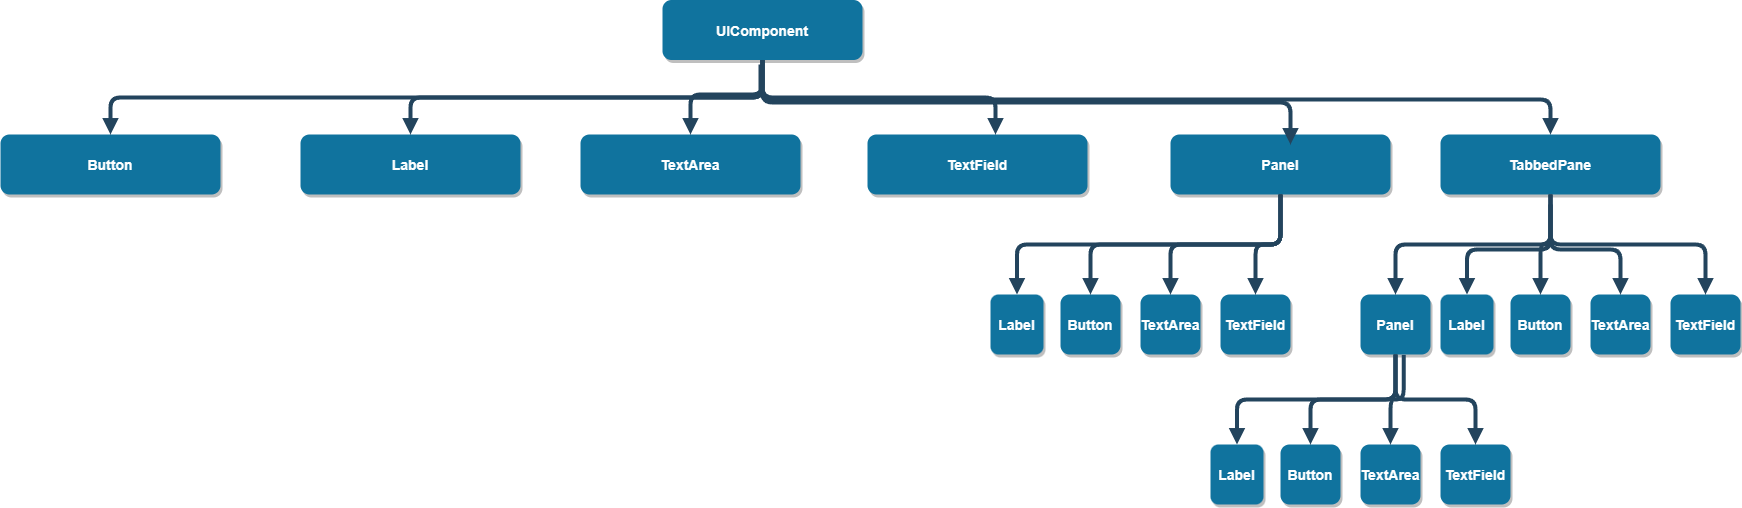 UIComponent
Button
Label
TextArea
TextField
Panel
TabbedPane
Label
Button
TextArea
TextField
Panel
Label
Button
TextArea
TextField
Label
Button
TextArea
TextField